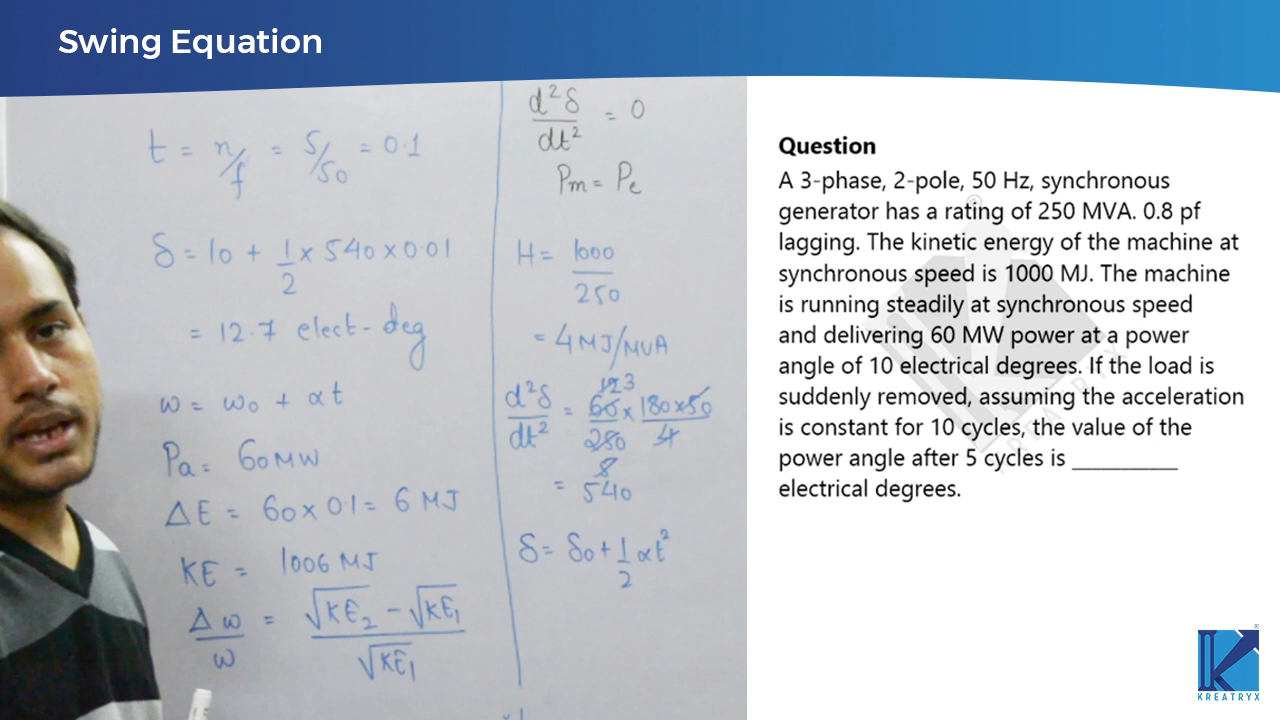 Swing Equation
t = n/f = 5/50 = 0.1
δ = 10 + 1/2 × 540 × 0.01
= 12.7 elect-deg
ω = ω0 + αt
Pa = 60MW
ΔE = 60 × 0.1 = 6 MJ
KE = 1006 MJ
Δω/ω = (√KE2 - √KE1)/√KE1
d²δ/dt² = 0
Pm = Pe
H = 1000/250
= 4MJ/MVA
12 3
d²δ/dt² = 60/250 × 180×50/4
8
= 540
δ = δ0 + 1/2 αt²
Question
A 3-phase, 2-pole, 50 Hz, synchronous
generator has a rating of 250 MVA. 0.8 pf
lagging. The kinetic energy of the machine at
synchronous speed is 1000 MJ. The machine
is running steadily at synchronous speed
and delivering 60 MW power at a power
angle of 10 electrical degrees. If the load is
suddenly removed, assuming the acceleration
is constant for 10 cycles, the value of the
power angle after 5 cycles is ___________
electrical degrees.
KREATRYX